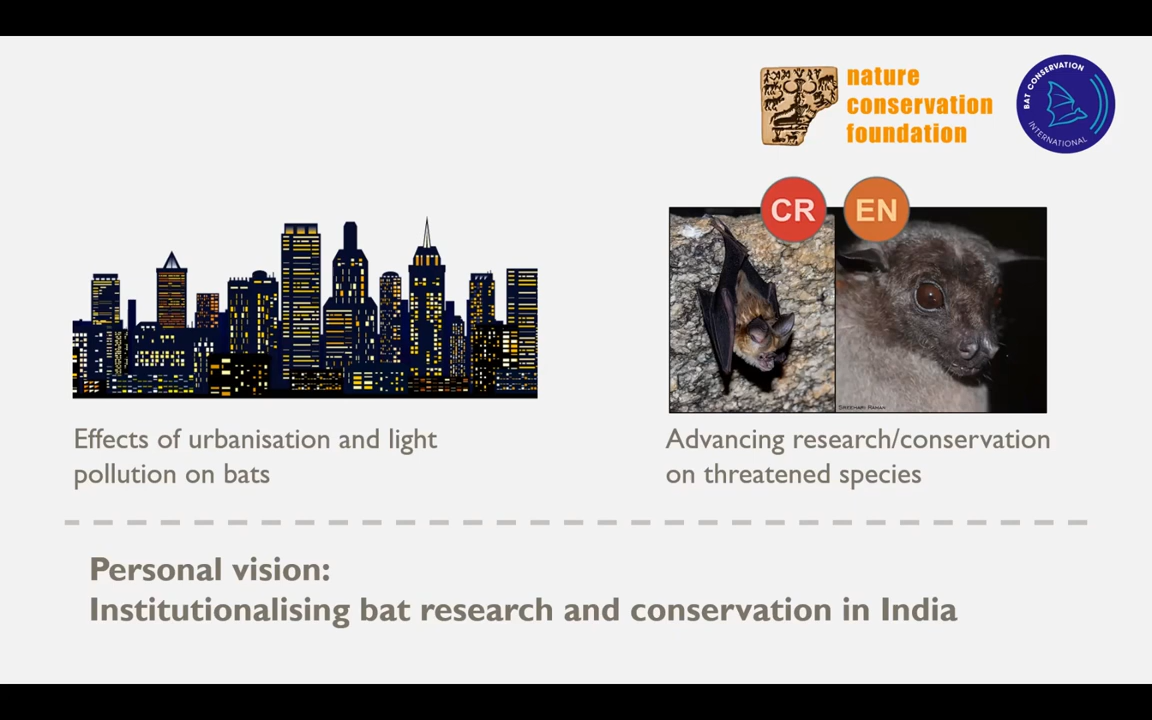 nature
conservation
foundation
BAT CONSERVATION
INTERNATIONAL
CR EN
Effects of urbanisation and light
pollution on bats
Advancing research/conservation
on threatened species
Personal vision:
Institutionalising bat research and conservation in India